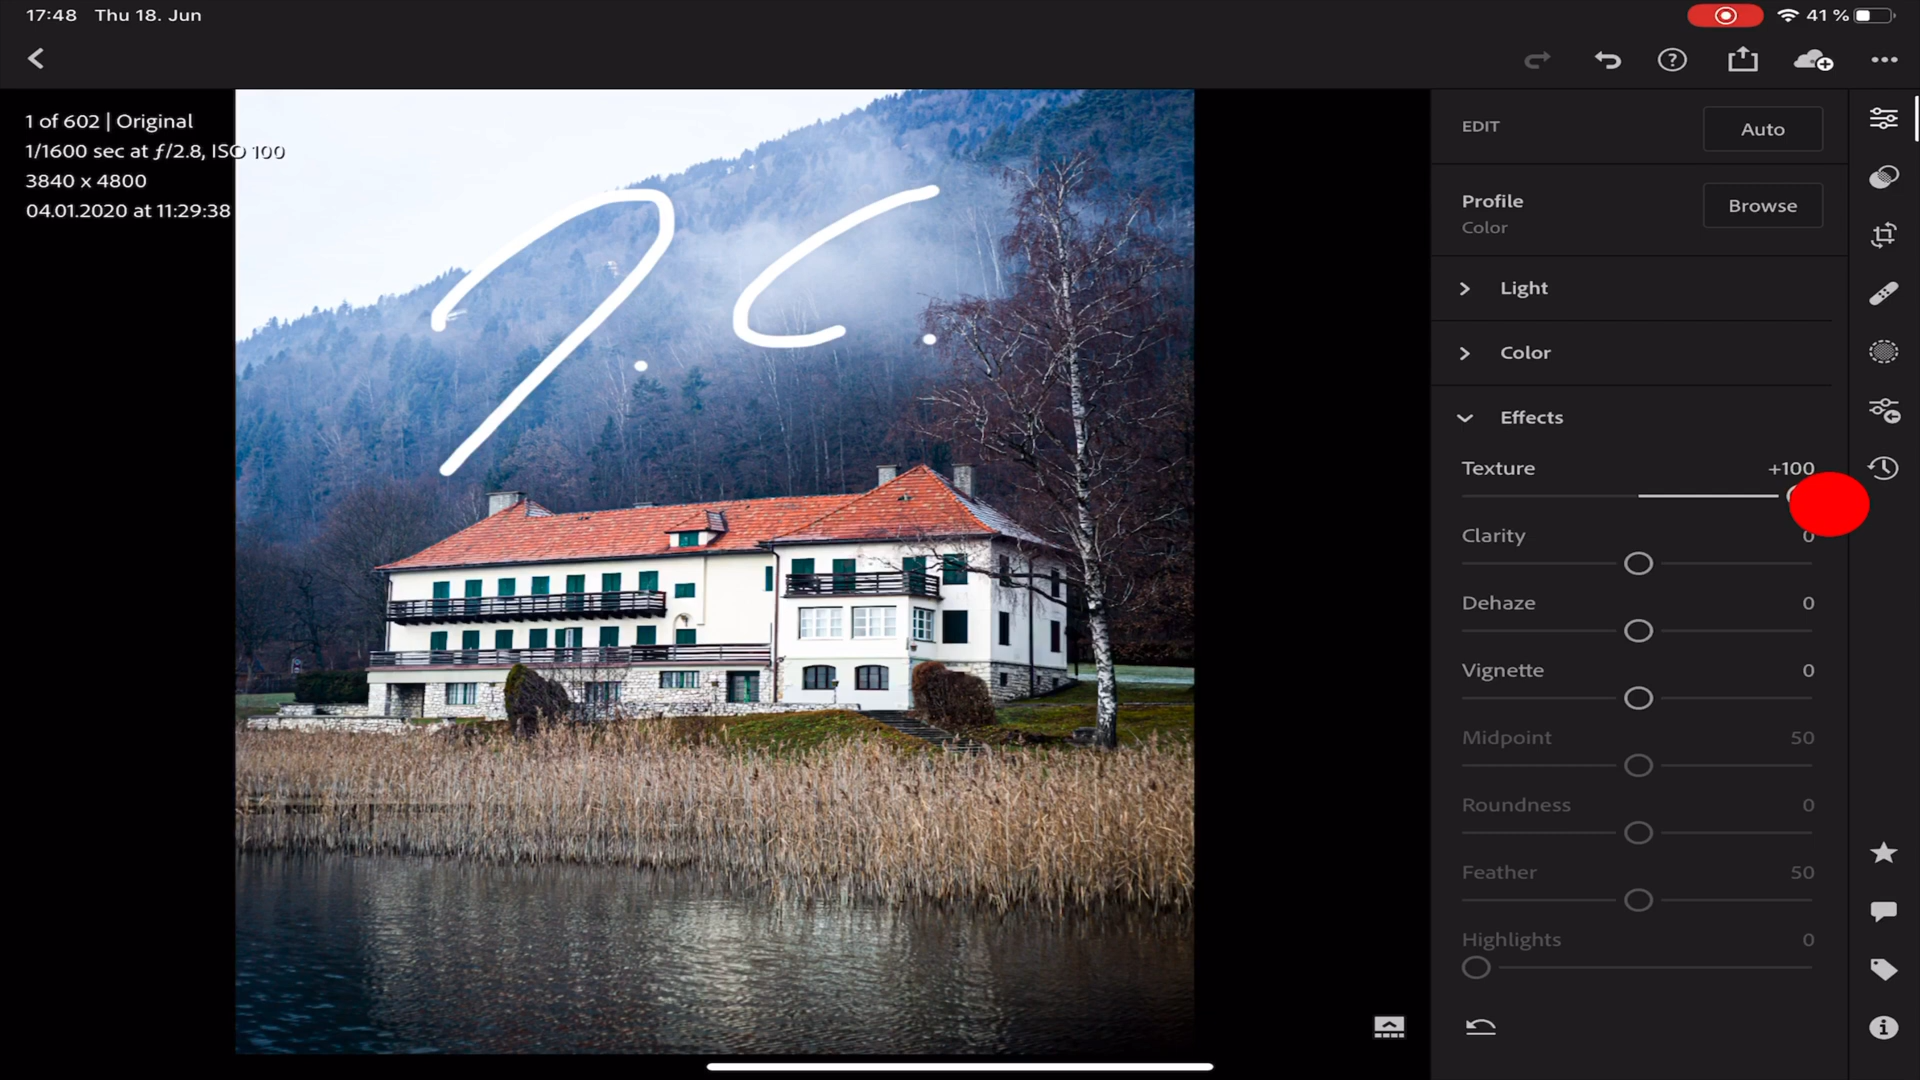 17:48 Thu 18. Jun
41 %
1 of 602 | Original
1/1600 sec at ƒ/2.8, ISO 100
3840 x 4800
04.01.2020 at 11:29:38
J. C.
EDIT
Auto
Profile
Color
Browse
Light
Color
Effects
Texture +100
Clarity 0
Dehaze 0
Vignette 0
Midpoint 50
Roundness 0
Feather 50
Highlights 0